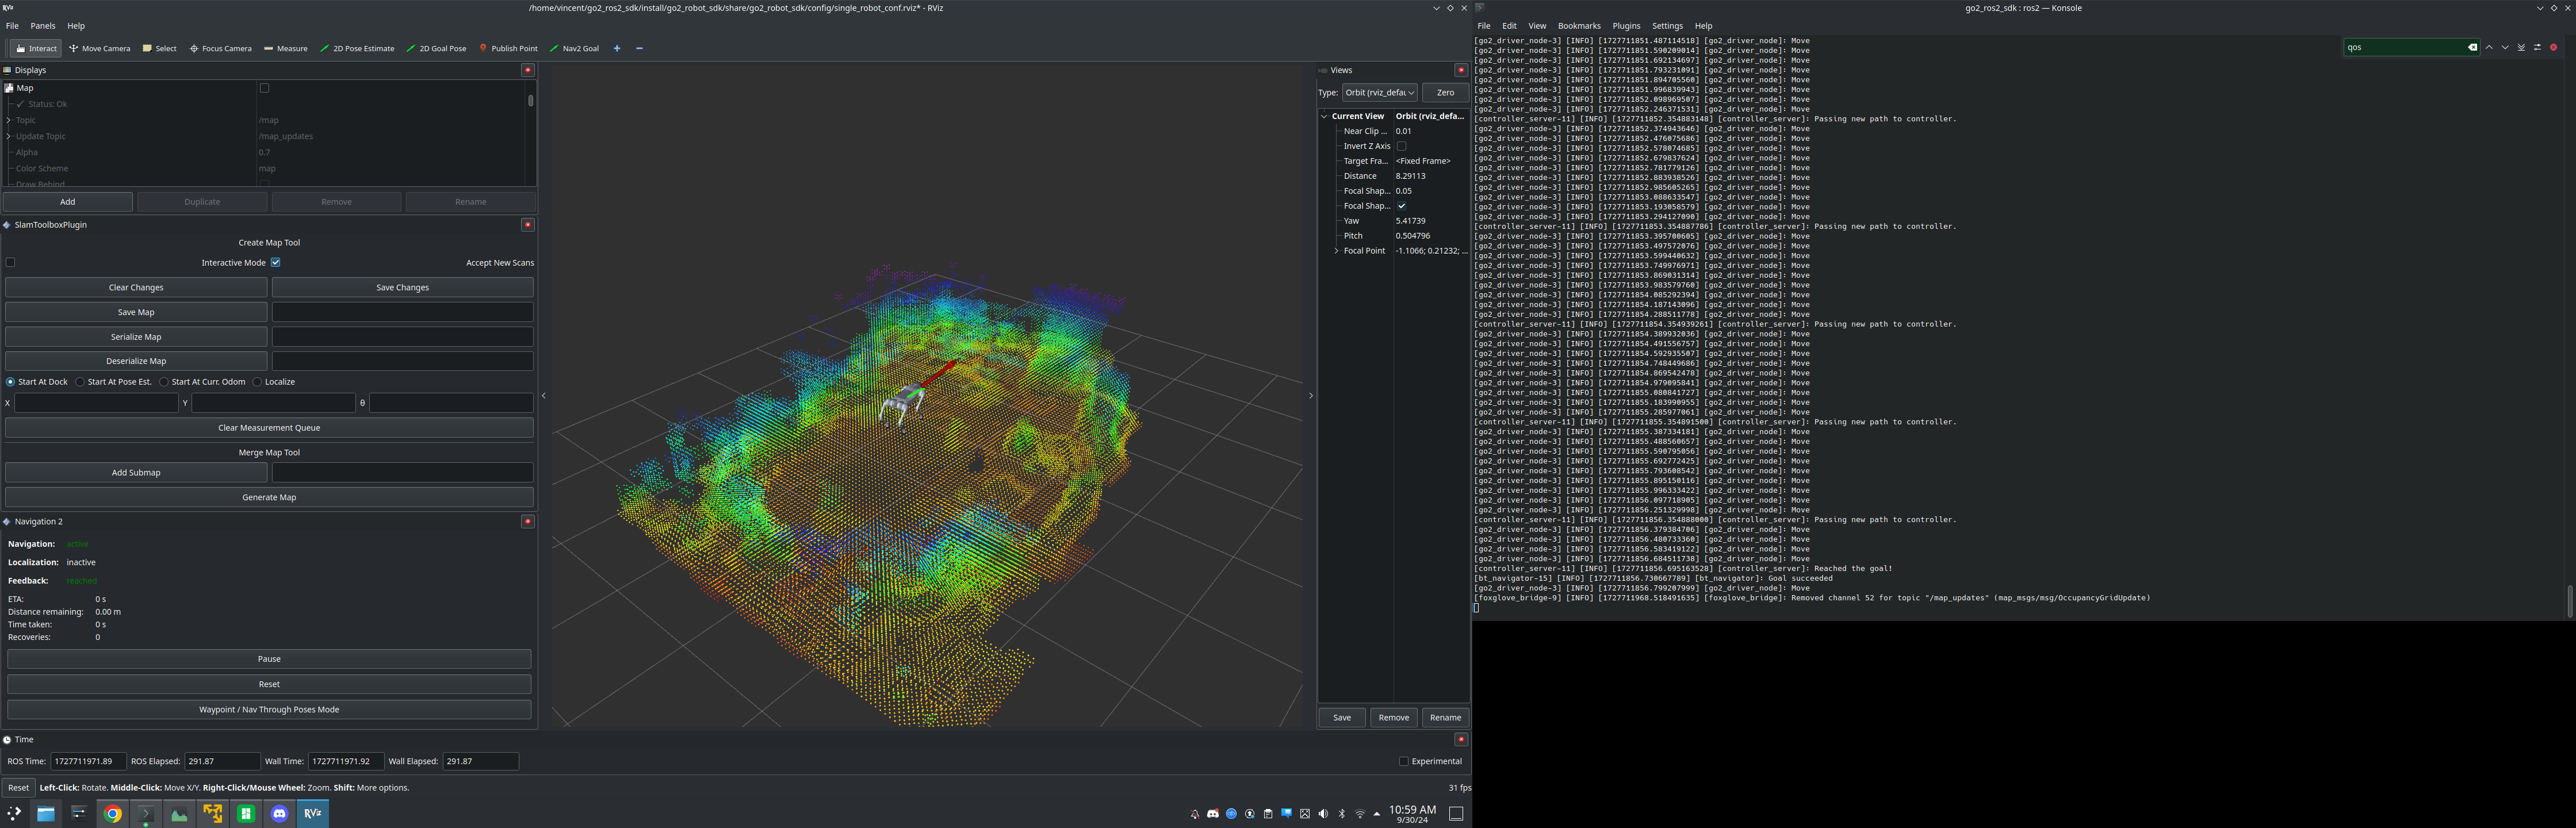 /home/vincent/go2_ros2_sdk/install/go2_robot_sdk/share/go2_robot_sdk/config/single_robot_conf.rviz* - RViz
File Panels Help
Interact Move Camera Select Focus Camera Measure 2D Pose Estimate 2D Goal Pose Publish Point Nav2 Goal
Displays
Map
Status: Ok
Topic /map
Update Topic /map_updates
Alpha 0.7
Color Scheme map
Draw Behind
Add Duplicate Remove Rename
SlamToolboxPlugin
Create Map Tool
Interactive Mode Accept New Scans
Clear Changes Save Changes
Save Map
Serialize Map
Deserialize Map
Start At Dock Start At Pose Est. Start At Curr. Odom Localize
X Y θ
Clear Measurement Queue
Merge Map Tool
Add Submap
Generate Map
Navigation 2
Navigation: active
Localization: inactive
Feedback: reached
ETA: 0 s
Distance remaining: 0.00 m
Time taken: 0 s
Recoveries: 0
Pause
Reset
Waypoint / Nav Through Poses Mode
Views
Type: Orbit (rviz_defau Zero
Current View Orbit (rviz_defa...
Near Clip ... 0.01
Invert Z Axis
Target Fra... <Fixed Frame>
Distance 8.29113
Focal Shap... 0.05
Focal Shap...
Yaw 5.41739
Pitch 0.504796
Focal Point -1.1066; 0.21232; ...
Save Remove Rename
Time
ROS Time: 1727711971.89 ROS Elapsed: 291.87 Wall Time: 1727711971.92 Wall Elapsed: 291.87 Experimental
Reset Left-Click: Rotate. Middle-Click: Move X/Y. Right-Click/Mouse Wheel: Zoom. Shift: More options. 31 fps
RViz
10:59 AM
9/30/24
go2_ros2_sdk : ros2 — Konsole
File Edit View Bookmarks Plugins Settings Help
qos
[go2_driver_node-3] [INFO] [1727711851.487114518] [go2_driver_node]: Move
[go2_driver_node-3] [INFO] [1727711851.590209014] [go2_driver_node]: Move
[go2_driver_node-3] [INFO] [1727711851.692134697] [go2_driver_node]: Move
[go2_driver_node-3] [INFO] [1727711851.793231091] [go2_driver_node]: Move
[go2_driver_node-3] [INFO] [1727711851.894705560] [go2_driver_node]: Move
[go2_driver_node-3] [INFO] [1727711851.996839943] [go2_driver_node]: Move
[go2_driver_node-3] [INFO] [1727711852.098969507] [go2_driver_node]: Move
[go2_driver_node-3] [INFO] [1727711852.246371531] [go2_driver_node]: Move
[controller_server-11] [INFO] [1727711852.354883148] [controller_server]: Passing new path to controller.
[go2_driver_node-3] [INFO] [1727711852.374943646] [go2_driver_node]: Move
[go2_driver_node-3] [INFO] [1727711852.476075686] [go2_driver_node]: Move
[go2_driver_node-3] [INFO] [1727711852.578074685] [go2_driver_node]: Move
[go2_driver_node-3] [INFO] [1727711852.679837624] [go2_driver_node]: Move
[go2_driver_node-3] [INFO] [1727711852.781779126] [go2_driver_node]: Move
[go2_driver_node-3] [INFO] [1727711852.883938526] [go2_driver_node]: Move
[go2_driver_node-3] [INFO] [1727711852.985605265] [go2_driver_node]: Move
[go2_driver_node-3] [INFO] [1727711853.088633547] [go2_driver_node]: Move
[go2_driver_node-3] [INFO] [1727711853.193058579] [go2_driver_node]: Move
[go2_driver_node-3] [INFO] [1727711853.294127090] [go2_driver_node]: Move
[controller_server-11] [INFO] [1727711853.354887786] [controller_server]: Passing new path to controller.
[go2_driver_node-3] [INFO] [1727711853.395700605] [go2_driver_node]: Move
[go2_driver_node-3] [INFO] [1727711853.497572076] [go2_driver_node]: Move
[go2_driver_node-3] [INFO] [1727711853.599440632] [go2_driver_node]: Move
[go2_driver_node-3] [INFO] [1727711853.749976971] [go2_driver_node]: Move
[go2_driver_node-3] [INFO] [1727711853.869031314] [go2_driver_node]: Move
[go2_driver_node-3] [INFO] [1727711853.983579760] [go2_driver_node]: Move
[go2_driver_node-3] [INFO] [1727711854.085292394] [go2_driver_node]: Move
[go2_driver_node-3] [INFO] [1727711854.187143096] [go2_driver_node]: Move
[go2_driver_node-3] [INFO] [1727711854.288511778] [go2_driver_node]: Move
[controller_server-11] [INFO] [1727711854.354939261] [controller_server]: Passing new path to controller.
[go2_driver_node-3] [INFO] [1727711854.389932036] [go2_driver_node]: Move
[go2_driver_node-3] [INFO] [1727711854.491556757] [go2_driver_node]: Move
[go2_driver_node-3] [INFO] [1727711854.592935507] [go2_driver_node]: Move
[go2_driver_node-3] [INFO] [1727711854.748449686] [go2_driver_node]: Move
[go2_driver_node-3] [INFO] [1727711854.869542478] [go2_driver_node]: Move
[go2_driver_node-3] [INFO] [1727711854.979095841] [go2_driver_node]: Move
[go2_driver_node-3] [INFO] [1727711855.080841727] [go2_driver_node]: Move
[go2_driver_node-3] [INFO] [1727711855.183990955] [go2_driver_node]: Move
[go2_driver_node-3] [INFO] [1727711855.285977061] [go2_driver_node]: Move
[controller_server-11] [INFO] [1727711855.354891500] [controller_server]: Passing new path to controller.
[go2_driver_node-3] [INFO] [1727711855.387334181] [go2_driver_node]: Move
[go2_driver_node-3] [INFO] [1727711855.488560657] [go2_driver_node]: Move
[go2_driver_node-3] [INFO] [1727711855.590795056] [go2_driver_node]: Move
[go2_driver_node-3] [INFO] [1727711855.692772425] [go2_driver_node]: Move
[go2_driver_node-3] [INFO] [1727711855.793608542] [go2_driver_node]: Move
[go2_driver_node-3] [INFO] [1727711855.895150116] [go2_driver_node]: Move
[go2_driver_node-3] [INFO] [1727711855.996333422] [go2_driver_node]: Move
[go2_driver_node-3] [INFO] [1727711856.097718905] [go2_driver_node]: Move
[go2_driver_node-3] [INFO] [1727711856.251329998] [go2_driver_node]: Move
[controller_server-11] [INFO] [1727711856.354888000] [controller_server]: Passing new path to controller.
[go2_driver_node-3] [INFO] [1727711856.379384706] [go2_driver_node]: Move
[go2_driver_node-3] [INFO] [1727711856.480733360] [go2_driver_node]: Move
[go2_driver_node-3] [INFO] [1727711856.583419122] [go2_driver_node]: Move
[go2_driver_node-3] [INFO] [1727711856.684511738] [go2_driver_node]: Move
[controller_server-11] [INFO] [1727711856.695163528] [controller_server]: Reached the goal!
[bt_navigator-15] [INFO] [1727711856.730667789] [bt_navigator]: Goal succeeded
[go2_driver_node-3] [INFO] [1727711856.799207999] [go2_driver_node]: Move
[foxglove_bridge-9] [INFO] [1727711968.518491635] [foxglove_bridge]: Removed channel 52 for topic "/map_updates" (map_msgs/msg/OccupancyGridUpdate)